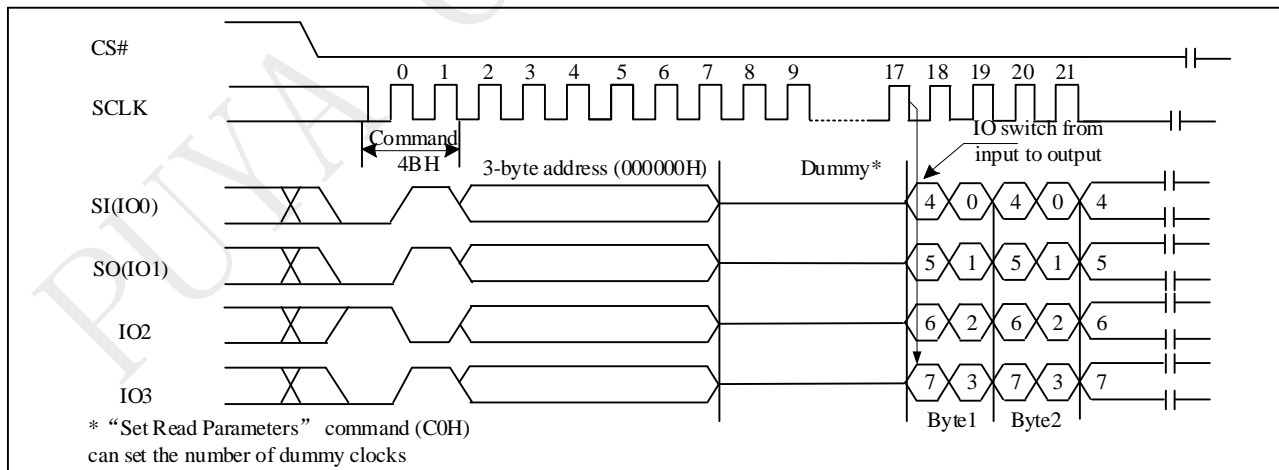 PUYA
CS#
0 1 2 3 4 5 6 7 8 9 17 18 19 20 21
SCLK
Command
4BH
IO switch from
input to output
3-byte address (000000H)
Dummy*
SI(IO0)
4 0 4 0 4
SO(IO1)
5 1 5 1 5
IO2
6 2 6 2 6
IO3
7 3 7 3 7
Byte1 Byte2
* “Set Read Parameters” command (C0H)
can set the number of dummy clocks